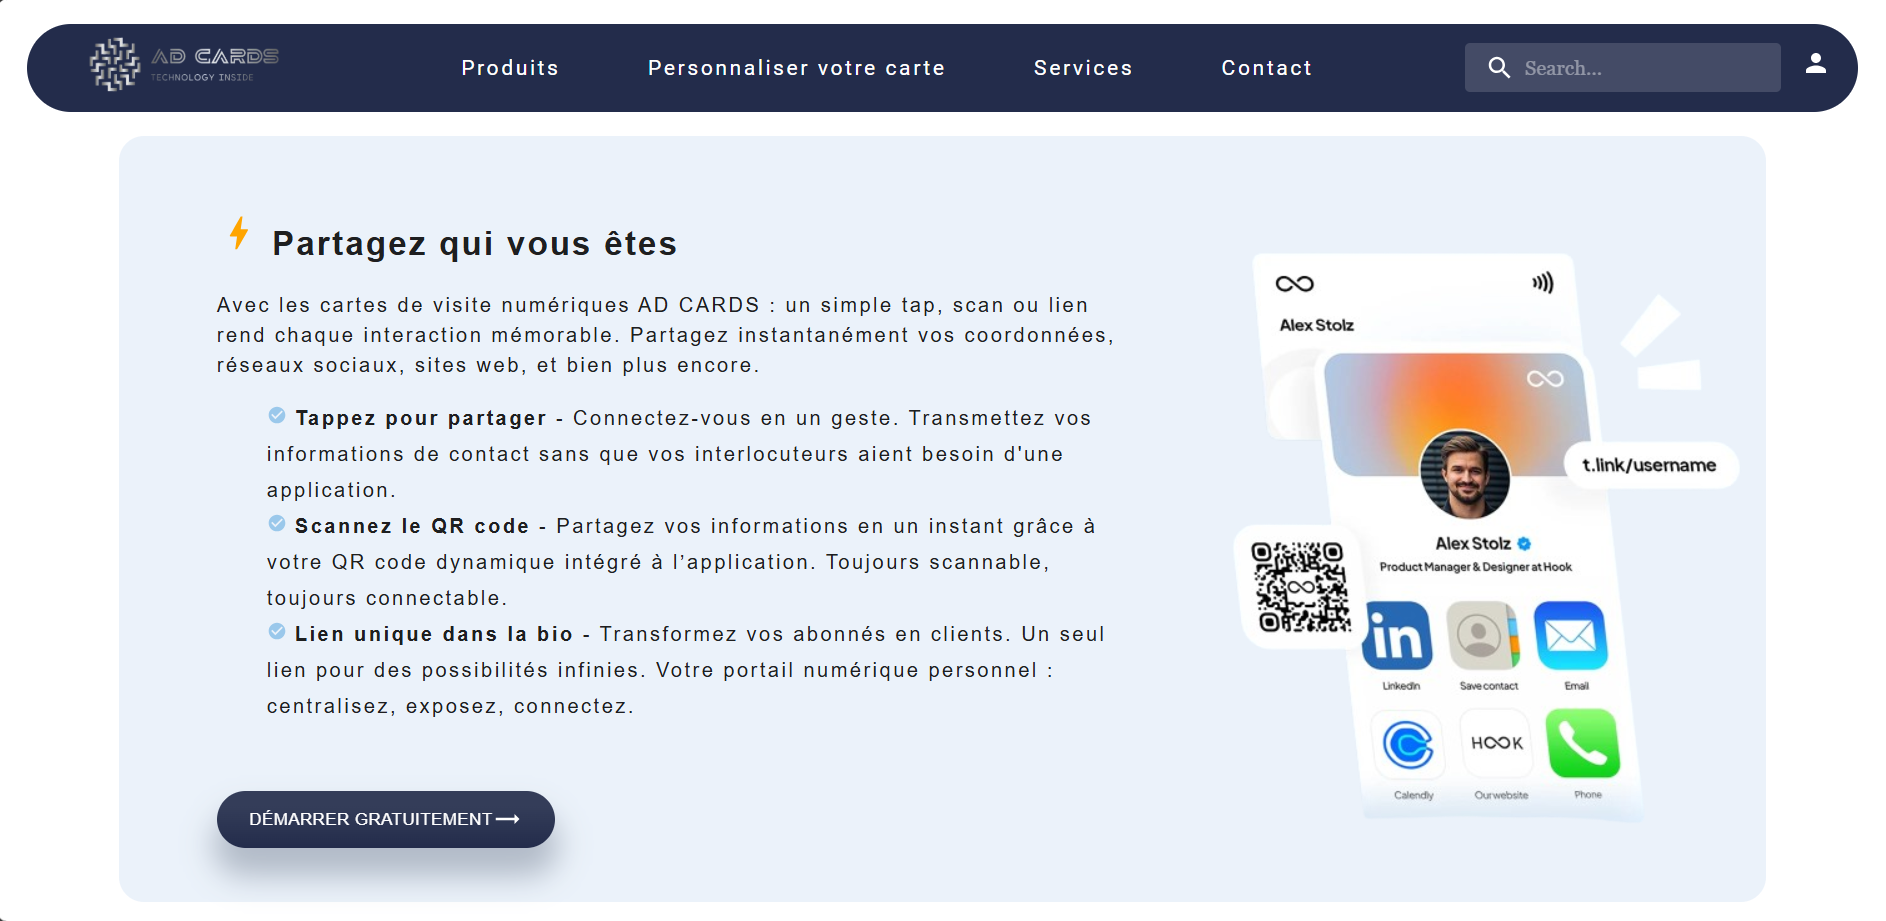 AD CARDS
TECHNOLOGY INSIDE
Produits
Personnaliser votre carte
Services
Contact
Search...
Partagez qui vous êtes
Avec les cartes de visite numériques AD CARDS : un simple tap, scan ou lien
rend chaque interaction mémorable. Partagez instantanément vos coordonnées,
réseaux sociaux, sites web, et bien plus encore.
Tappez pour partager - Connectez-vous en un geste. Transmettez vos
informations de contact sans que vos interlocuteurs aient besoin d'une
application.
Scannez le QR code - Partagez vos informations en un instant grâce à
votre QR code dynamique intégré à l’application. Toujours scannable,
toujours connectable.
Lien unique dans la bio - Transformez vos abonnés en clients. Un seul
lien pour des possibilités infinies. Votre portail numérique personnel :
centralisez, exposez, connectez.
DÉMARRER GRATUITEMENT
Alex Stolz
t.link/username
Alex Stolz
Product Manager & Designer at Hook
in
LinkedIn
Save contact
Email
HOOK
Calendly
Our website
Phone